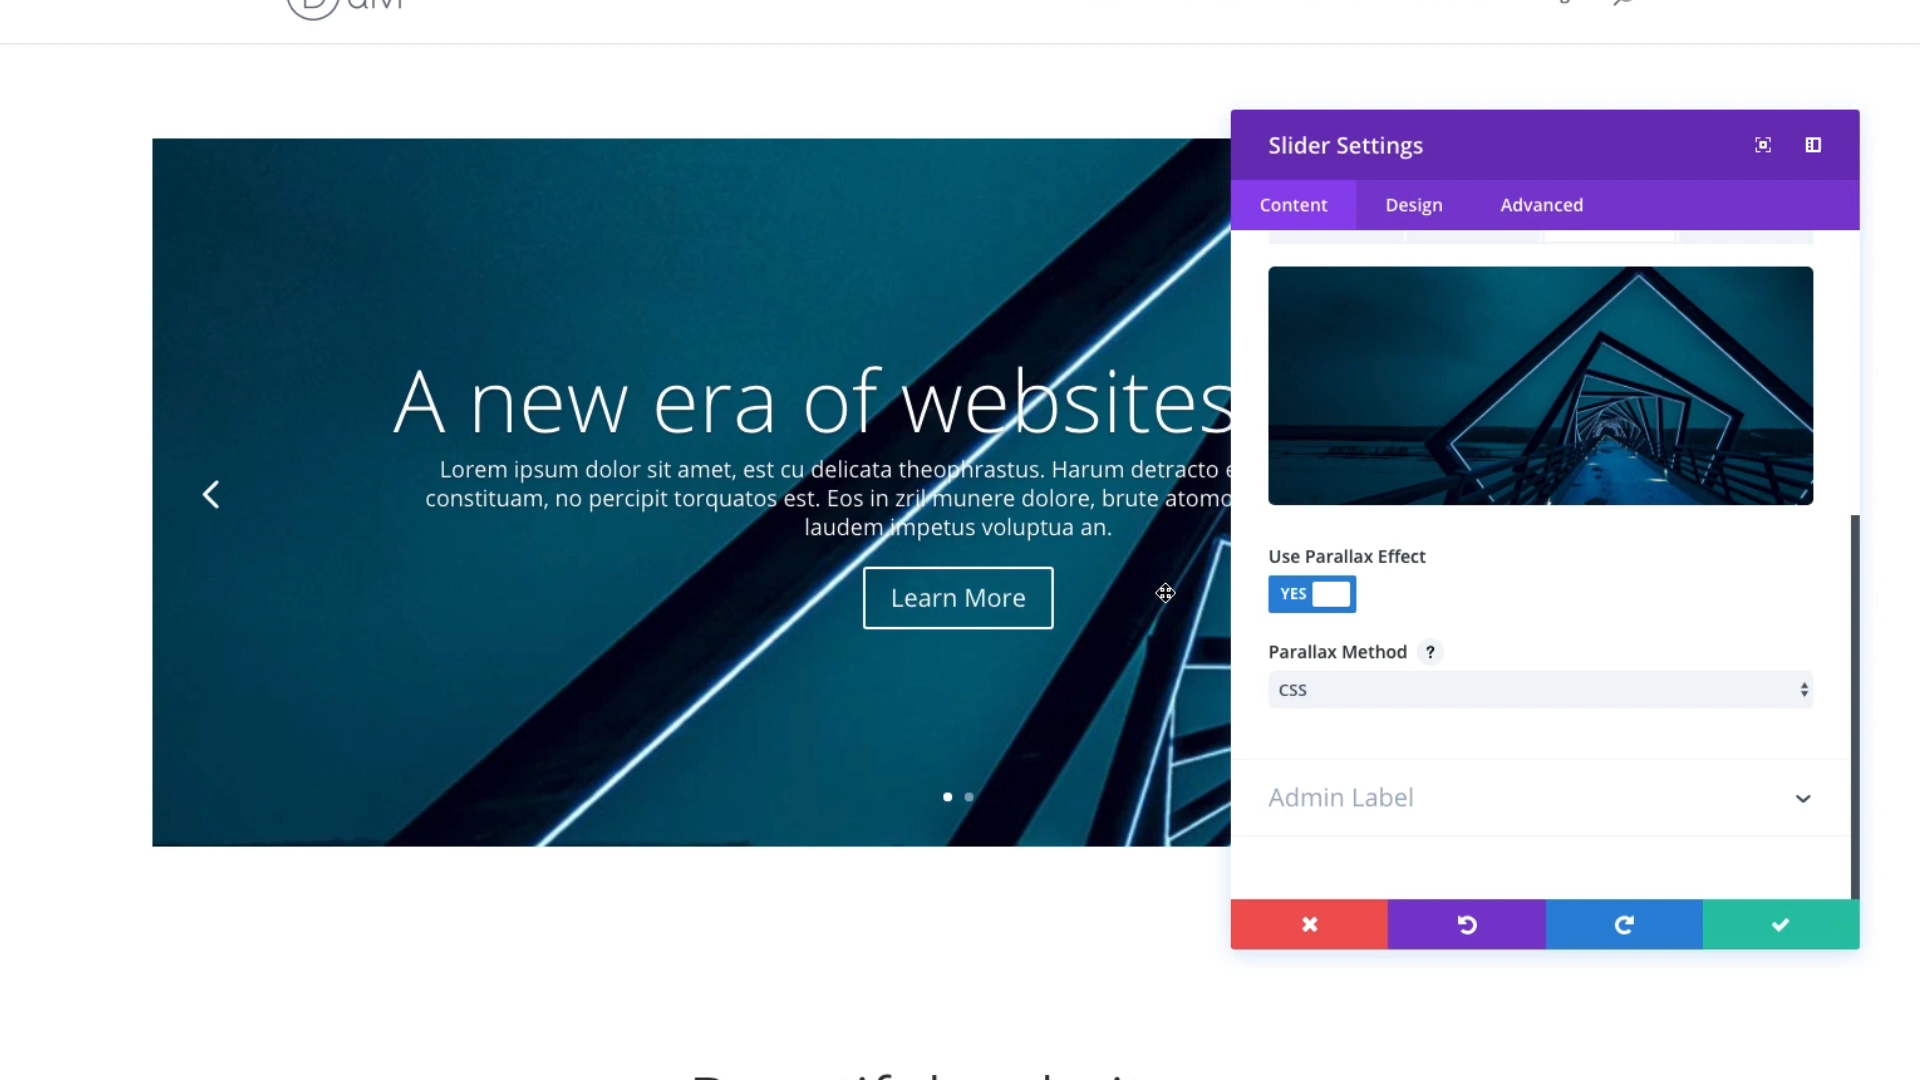 Slider Settings
Content
Design
Advanced
A new era of websites
Lorem ipsum dolor sit amet, est cu delicata theophrastus. Harum detracto
constituam, no percipit torquatos est. Eos in zril munere dolore, brute atomo
laudem impetus voluptua an.
Learn More
Use Parallax Effect
YES
Parallax Method ?
CSS
Admin Label